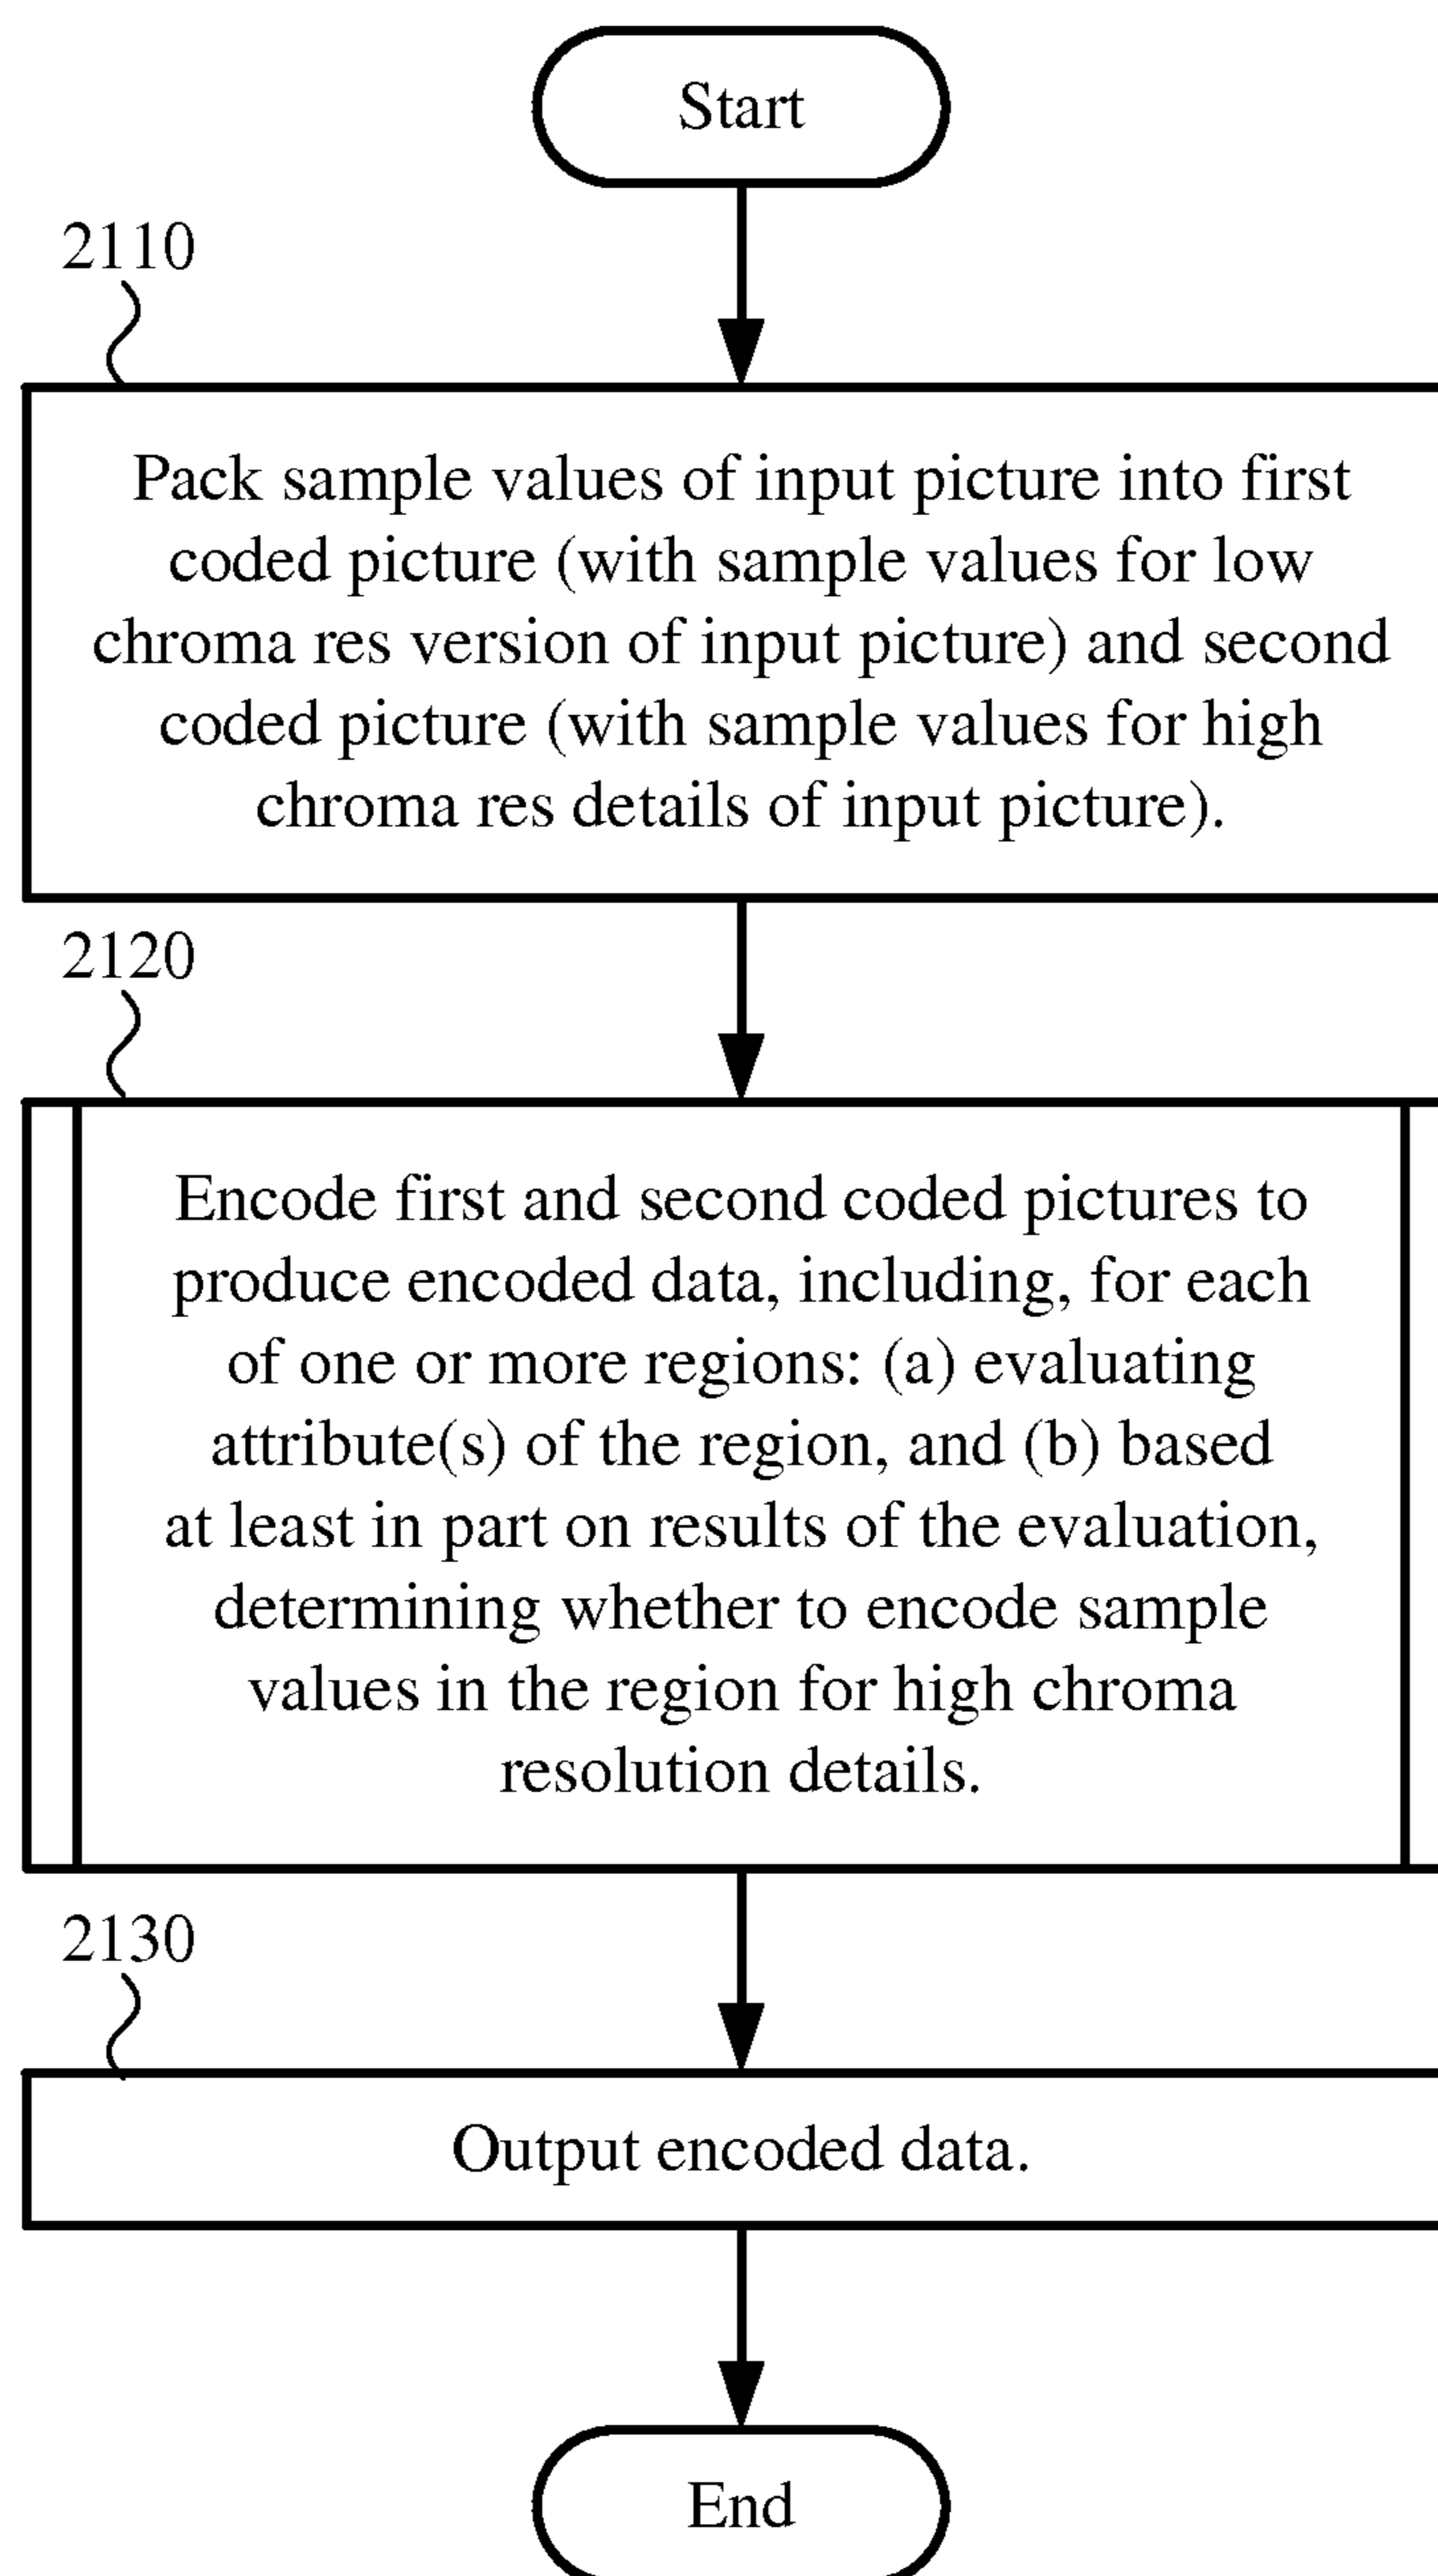 Start
2110
Pack sample values of input picture into first
coded picture (with sample values for low
chroma res version of input picture) and second
coded picture (with sample values for high
chroma res details of input picture).
2120
Encode first and second coded pictures to
produce encoded data, including, for each
of one or more regions: (a) evaluating
attribute(s) of the region, and (b) based
at least in part on results of the evaluation,
determining whether to encode sample
values in the region for high chroma
resolution details.
2130
Output encoded data.
End